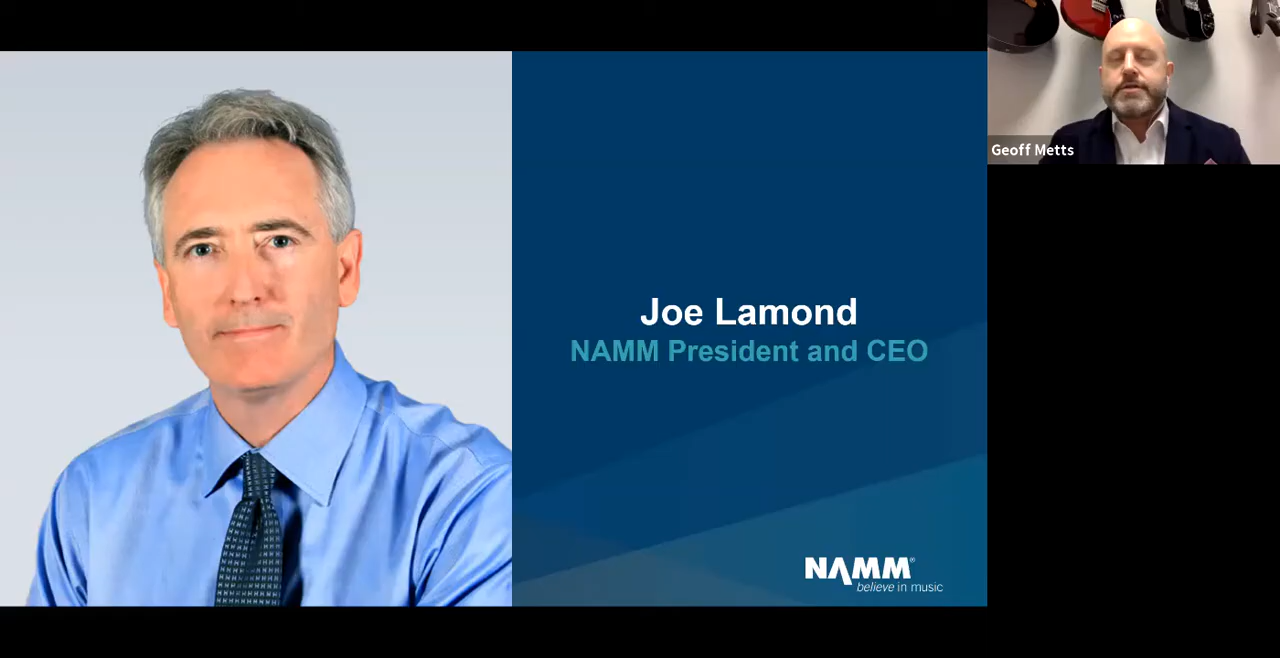 Geoff Metts
Joe Lamond
NAMM President and CEO
NAMM®
believe in music